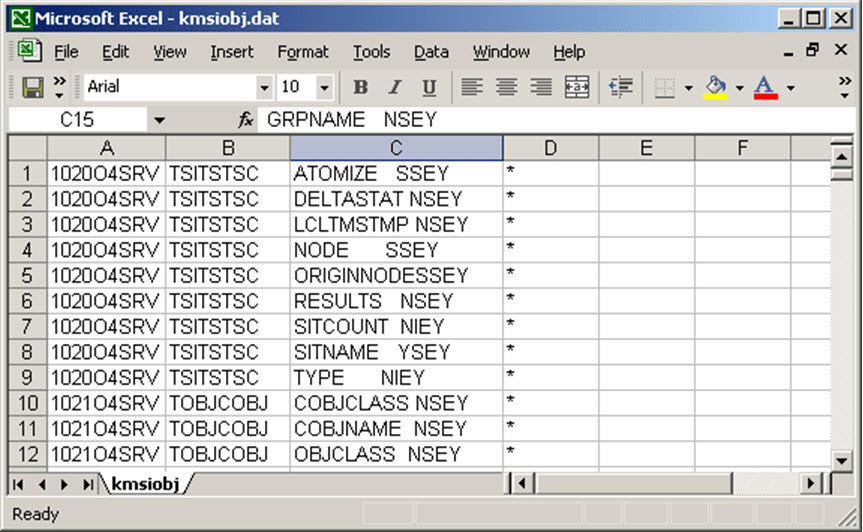 Microsoft Excel - kmsiobj.dat
File Edit View Insert Format Tools Data Window Help
Arial 10 B I U A
C15 fx GRPNAME NSEY
A B C D E F
1 1020O4SRV TSITSTSC ATOMIZE SSEY *
2 1020O4SRV TSITSTSC DELTASTAT NSEY *
3 1020O4SRV TSITSTSC LCLTMSTMP NSEY *
4 1020O4SRV TSITSTSC NODE SSEY *
5 1020O4SRV TSITSTSC ORIGINNODESSEY *
6 1020O4SRV TSITSTSC RESULTS NSEY *
7 1020O4SRV TSITSTSC SITCOUNT NIEY *
8 1020O4SRV TSITSTSC SITNAME YSEY *
9 1020O4SRV TSITSTSC TYPE NIEY *
10 1021O4SRV TOBJCOBJ COBJCLASS NSEY *
11 1021O4SRV TOBJCOBJ COBJNAME NSEY *
12 1021O4SRV TOBJCOBJ OBJCLASS NSEY *
kmsiobj
Ready